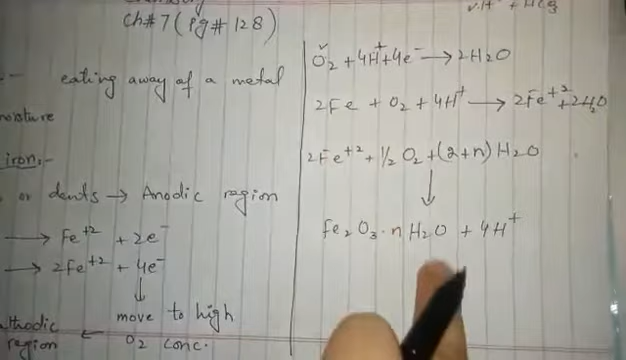 Ch#7 (Pg# 128)
eating away of a metal
moisture
iron:-
or dents → Anodic region
→ Fe⁺² + 2e⁻
→ 2Fe⁺² + 4e⁻
↓
move to high
region ← O₂ conc.
O₂ + 4H⁺ + 4e⁻ → 2H₂O
2Fe + O₂ + 4H⁺ → 2Fe⁺² + 2H₂O
2Fe⁺² + 1/2 O₂ + (2+n) H₂O
↓
Fe₂O₃·n H₂O + 4H⁺